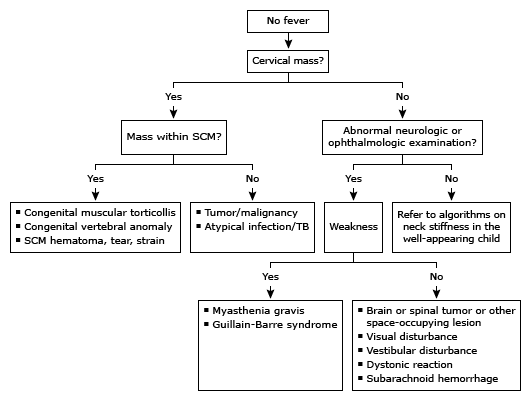 No fever
Cervical mass?
Yes
No
Mass within SCM?
Abnormal neurologic or
ophthalmologic examination?
Yes
No
Yes
No
▪ Congenital muscular torticollis
▪ Congenital vertebral anomaly
▪ SCM hematoma, tear, strain
▪ Tumor/malignancy
▪ Atypical infection/TB
Weakness
Refer to algorithms on
neck stiffness in the
well-appearing child
Yes
No
▪ Myasthenia gravis
▪ Guillain-Barre syndrome
▪ Brain or spinal tumor or other
space-occupying lesion
▪ Visual disturbance
▪ Vestibular disturbance
▪ Dystonic reaction
▪ Subarachnoid hemorrhage